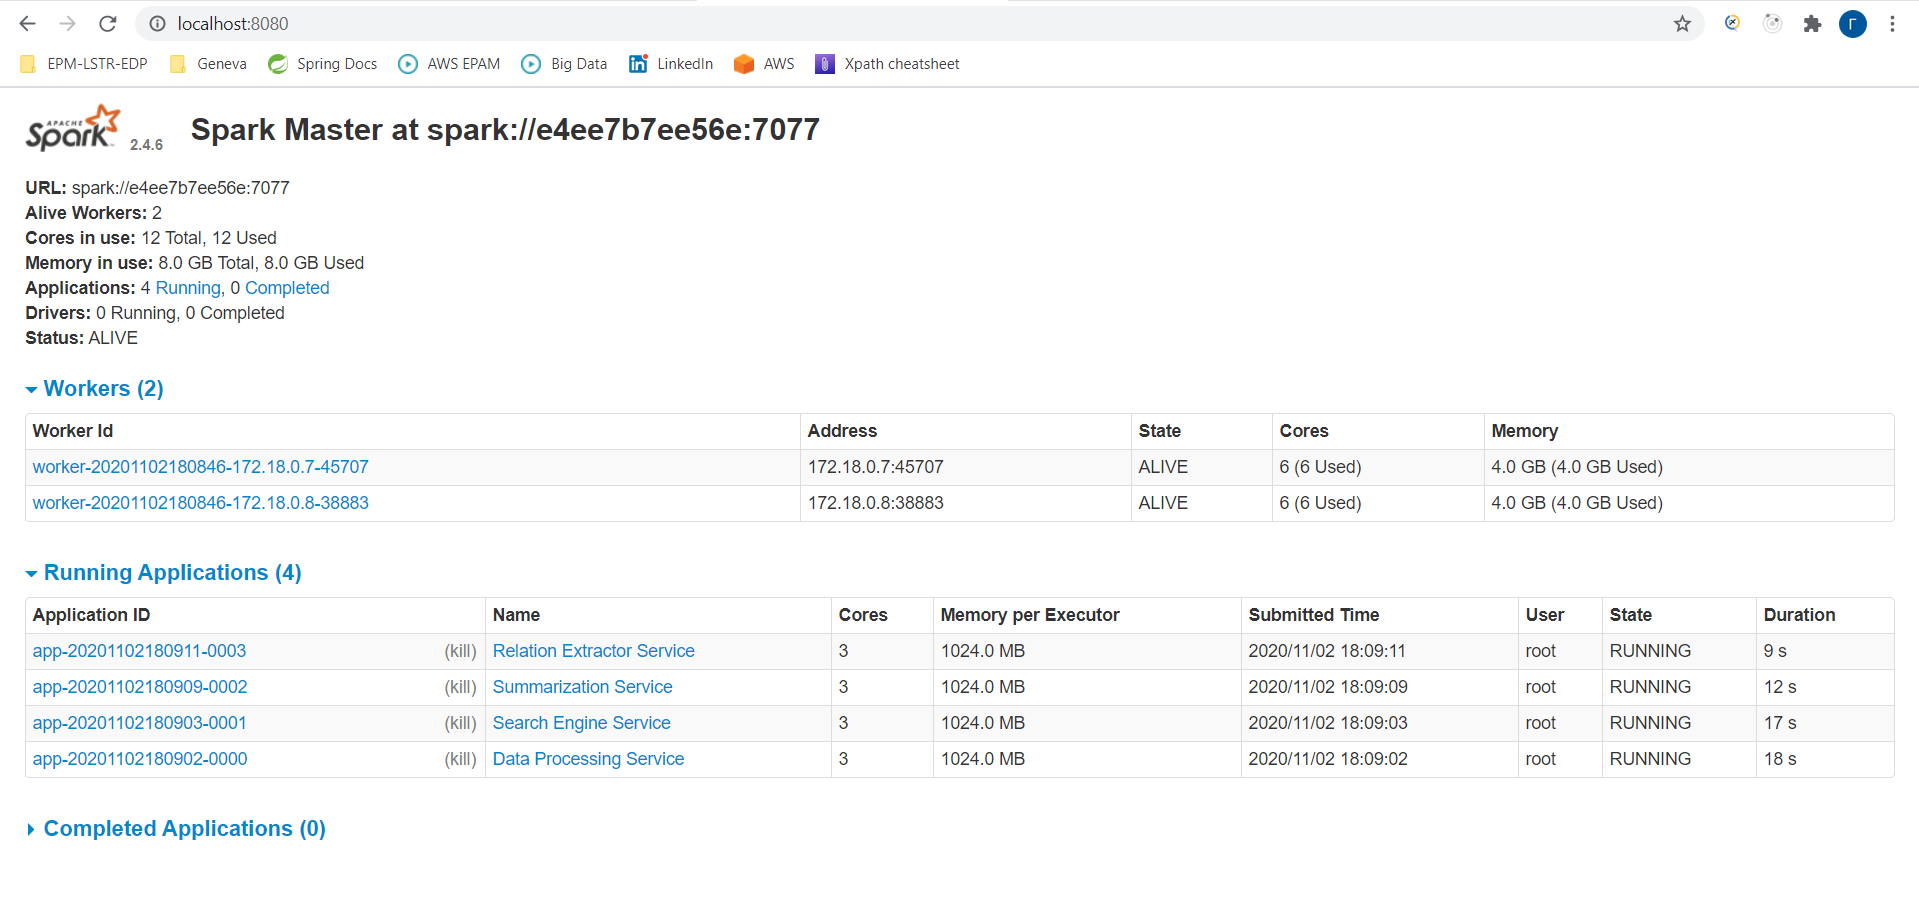 localhost:8080
Г
EPM-LSTR-EDP Geneva Spring Docs AWS EPAM Big Data LinkedIn AWS Xpath cheatsheet
APACHE Spark 2.4.6 Spark Master at spark://e4ee7b7ee56e:7077
URL: spark://e4ee7b7ee56e:7077
Alive Workers: 2
Cores in use: 12 Total, 12 Used
Memory in use: 8.0 GB Total, 8.0 GB Used
Applications: 4 Running, 0 Completed
Drivers: 0 Running, 0 Completed
Status: ALIVE
Workers (2)
Worker Id Address State Cores Memory
worker-20201102180846-172.18.0.7-45707 172.18.0.7:45707 ALIVE 6 (6 Used) 4.0 GB (4.0 GB Used)
worker-20201102180846-172.18.0.8-38883 172.18.0.8:38883 ALIVE 6 (6 Used) 4.0 GB (4.0 GB Used)
Running Applications (4)
Application ID Name Cores Memory per Executor Submitted Time User State Duration
app-20201102180911-0003 (kill) Relation Extractor Service 3 1024.0 MB 2020/11/02 18:09:11 root RUNNING 9 s
app-20201102180909-0002 (kill) Summarization Service 3 1024.0 MB 2020/11/02 18:09:09 root RUNNING 12 s
app-20201102180903-0001 (kill) Search Engine Service 3 1024.0 MB 2020/11/02 18:09:03 root RUNNING 17 s
app-20201102180902-0000 (kill) Data Processing Service 3 1024.0 MB 2020/11/02 18:09:02 root RUNNING 18 s
Completed Applications (0)